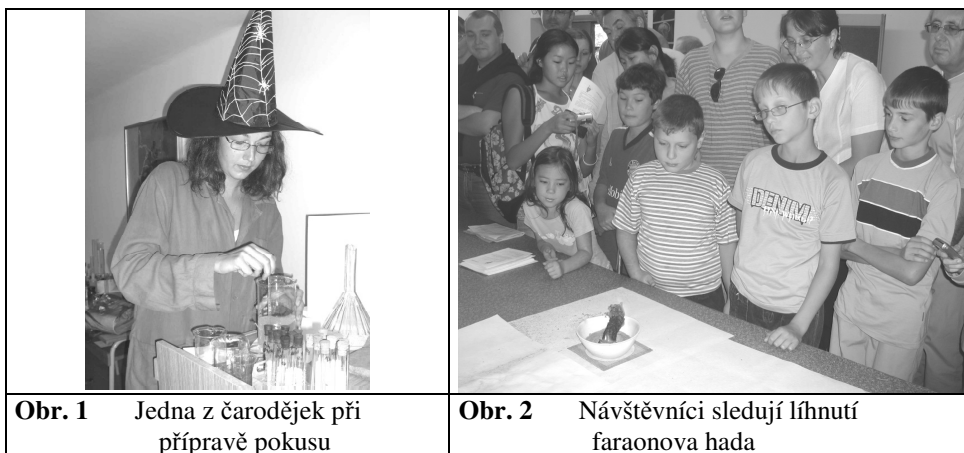 DENIM
Obr. 1 Jedna z čarodějek při
přípravě pokusu
Obr. 2 Návštěvníci sledují líhnutí
faraonova hada